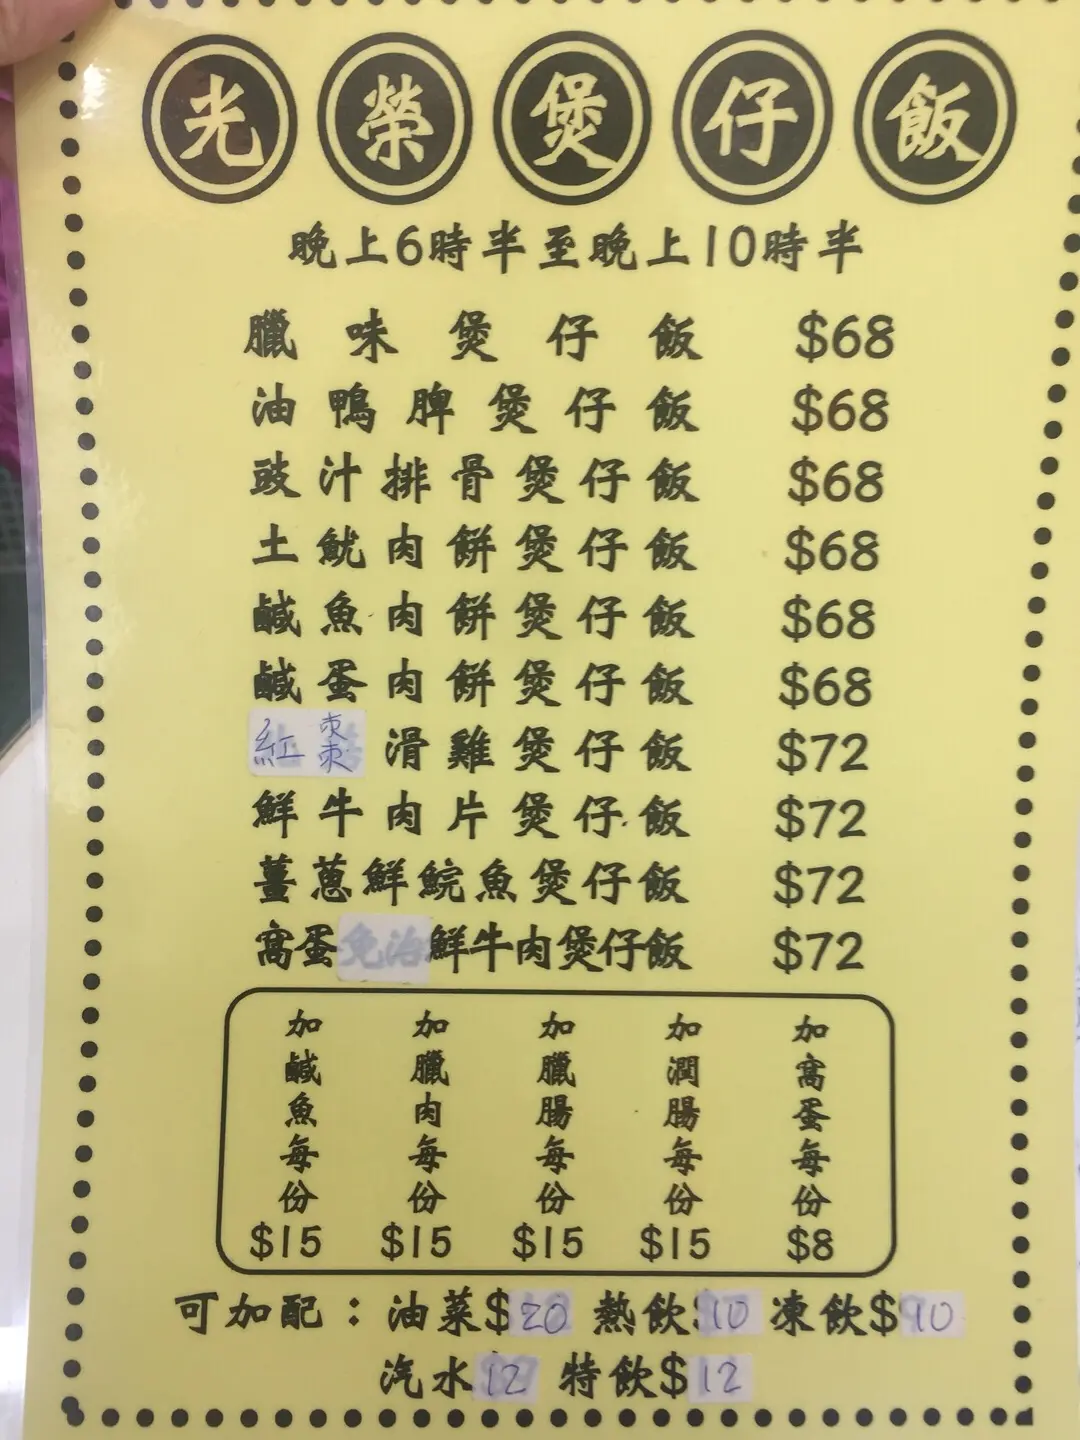 光榮煲仔飯
晚上6時半至晚上10時半
臘味煲仔飯 $68
油鴨脾煲仔飯 $68
豉汁排骨煲仔飯 $68
土魷肉餅煲仔飯 $68
鹹魚肉餅煲仔飯 $68
鹹蛋肉餅煲仔飯 $68
紅棗滑雞煲仔飯 $72
鮮牛肉片煲仔飯 $72
薑蔥鮮鯇魚煲仔飯 $72
窩蛋免治鮮牛肉煲仔飯 $72
加鹹魚每份 $15
加臘肉每份 $15
加臘腸每份 $15
加潤腸每份 $15
加窩蛋每份 $8
可加配：油菜$20 熱飲$10 凍飲$10
汽水12 特飲$12